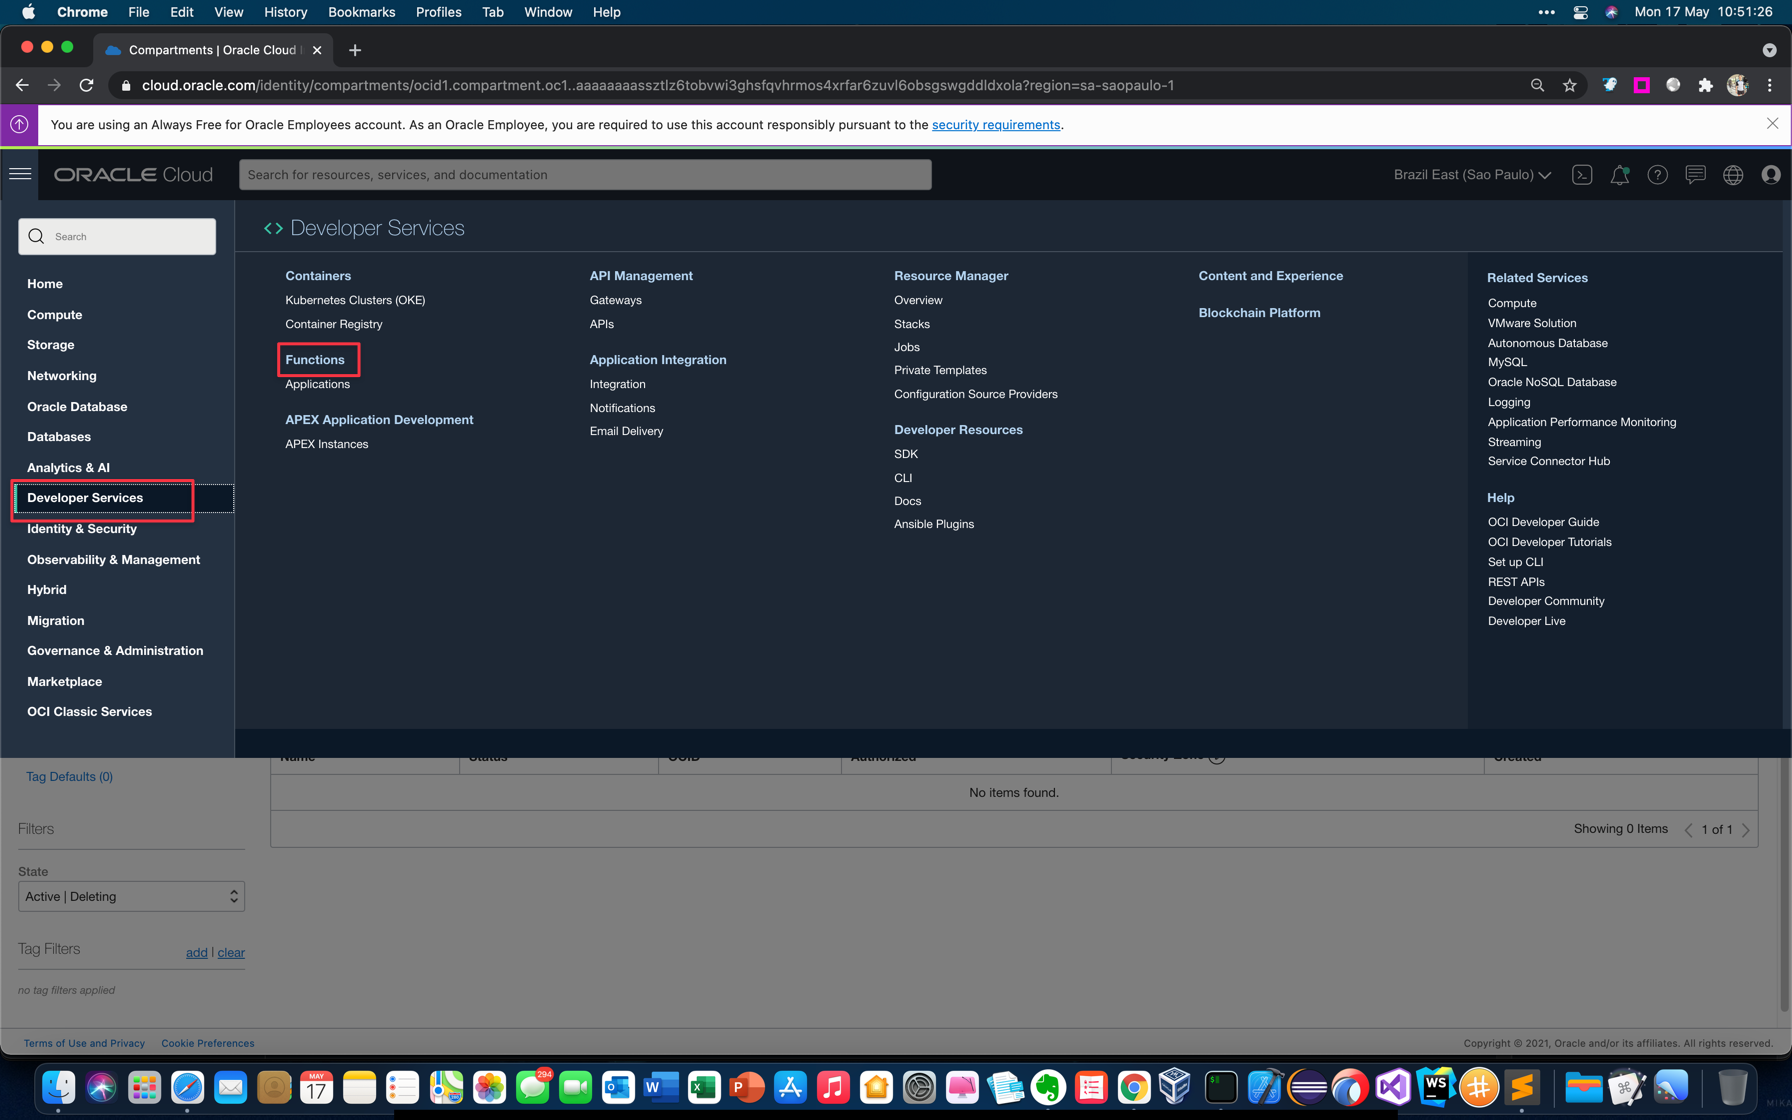 Chrome File Edit View History Bookmarks Profiles Tab Window Help
Mon 17 May 10:51:26
Compartments | Oracle Cloud
cloud.oracle.com/identity/compartments/ocid1.compartment.oc1..aaaaaaaassztlz6tobvwi3ghsfqvhrmos4xrfar6zuvl6obsgswgddldxola?region=sa-saopaulo-1
You are using an Always Free for Oracle Employees account. As an Oracle Employee, you are required to use this account responsibly pursuant to the security requirements.
ORACLE Cloud
Search for resources, services, and documentation
Brazil East (Sao Paulo)
Search
Home
Compute
Storage
Networking
Oracle Database
Databases
Analytics & AI
Developer Services
Identity & Security
Observability & Management
Hybrid
Migration
Governance & Administration
Marketplace
OCI Classic Services
Developer Services
Containers
Kubernetes Clusters (OKE)
Container Registry
Functions
Applications
APEX Application Development
APEX Instances
API Management
Gateways
APIs
Application Integration
Integration
Notifications
Email Delivery
Resource Manager
Overview
Stacks
Jobs
Private Templates
Configuration Source Providers
Developer Resources
SDK
CLI
Docs
Ansible Plugins
Content and Experience
Blockchain Platform
Related Services
Compute
VMware Solution
Autonomous Database
MySQL
Oracle NoSQL Database
Logging
Application Performance Monitoring
Streaming
Service Connector Hub
Help
OCI Developer Guide
OCI Developer Tutorials
Set up CLI
REST APIs
Developer Community
Developer Live
Name Status OCID Authorized Security Zone Created
No items found.
Showing 0 Items 1 of 1
Tag Defaults (0)
Filters
State
Active | Deleting
Tag Filters add | clear
no tag filters applied
Terms of Use and Privacy Cookie Preferences
Copyright © 2021, Oracle and/or its affiliates. All rights reserved.
MAY
17
294
W
X
P
WS